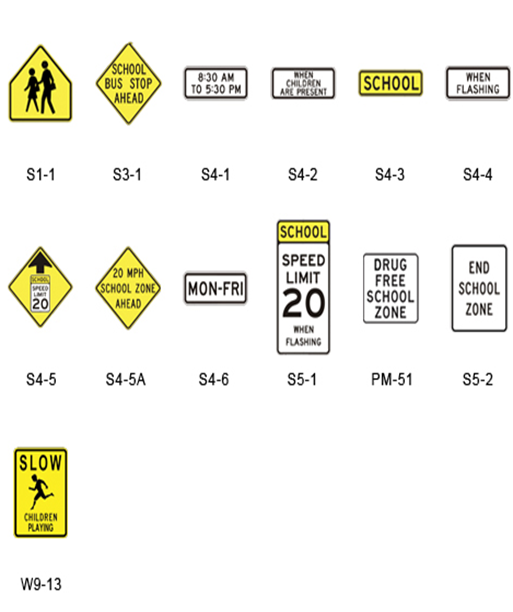 SCHOOL
BUS STOP
AHEAD
8:30 AM
TO 5:30 PM
WHEN
CHILDREN
ARE PRESENT
SCHOOL
WHEN
FLASHING
S1-1
S3-1
S4-1
S4-2
S4-3
S4-4
SCHOOL
SPEED
LIMIT
20
20 MPH
SCHOOL ZONE
AHEAD
MON-FRI
SCHOOL
SPEED
LIMIT
20
WHEN
FLASHING
DRUG
FREE
SCHOOL
ZONE
END
SCHOOL
ZONE
S4-5
S4-5A
S4-6
S5-1
PM-51
S5-2
SLOW
CHILDREN
PLAYING
W9-13